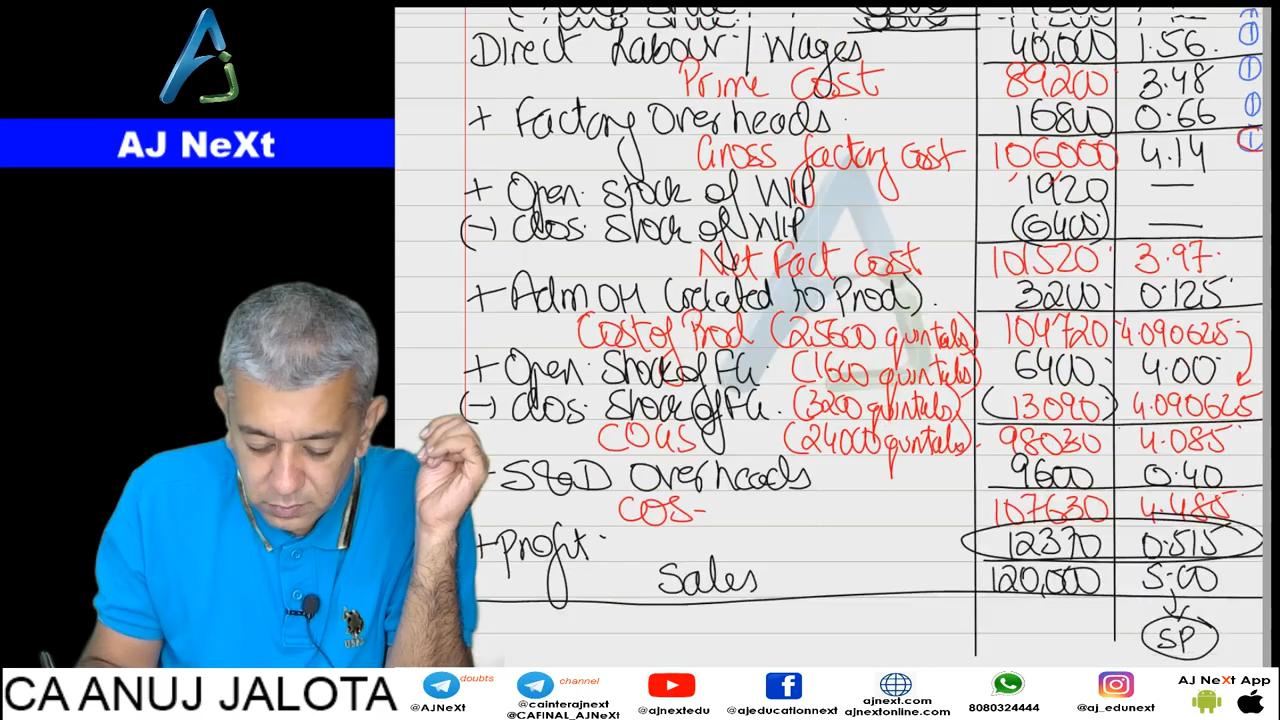 AJ NeXt
Direct Labour / Wages 40,000 1.56
Prime Cost 89200 3.48
+ Factory Overheads 16800 0.66
Gross factory cost 106000 4.14
+ Open. stock of WIP 1920 —
(-) Clos. Stock of WIP (6400) —
Net Fact Cost 101520 3.97
+ Adm OH (related to Prod) 3200 0.125
Cost of Prod (25600 quintals) 104720 4.090625
+ Open. Stock of FG. (1600 quintals) 6400 4.00
(-) Clos. Stock of FG. (3200 quintals) (13090) 4.090625
COGS (24000 quintals) 98030 4.085
S&D Overheads 9600 0.40
COS- 107630 4.485
+ Profit 12370 0.515
Sales 120,000 5.00
SP
CA ANUJ JALOTA
doubts
@AJNeXt
channel
@cainterajnext
@CAFINAL_AJNeXt
@ajnextedu
@ajeducationnext
ajnext.com
ajnextonline.com
8080324444
@aj_edunext
AJ NeXt App